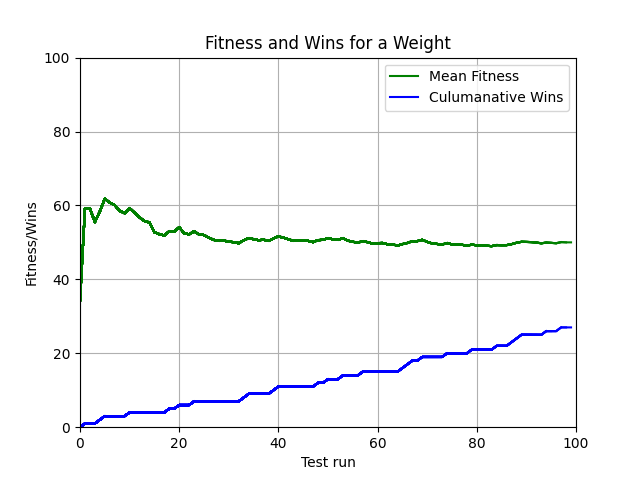 Fitness and Wins for a Weight
Mean Fitness
Culumanative Wins
Fitness/Wins
100
80
60
40
20
0
0 20 40 60 80 100
Test run